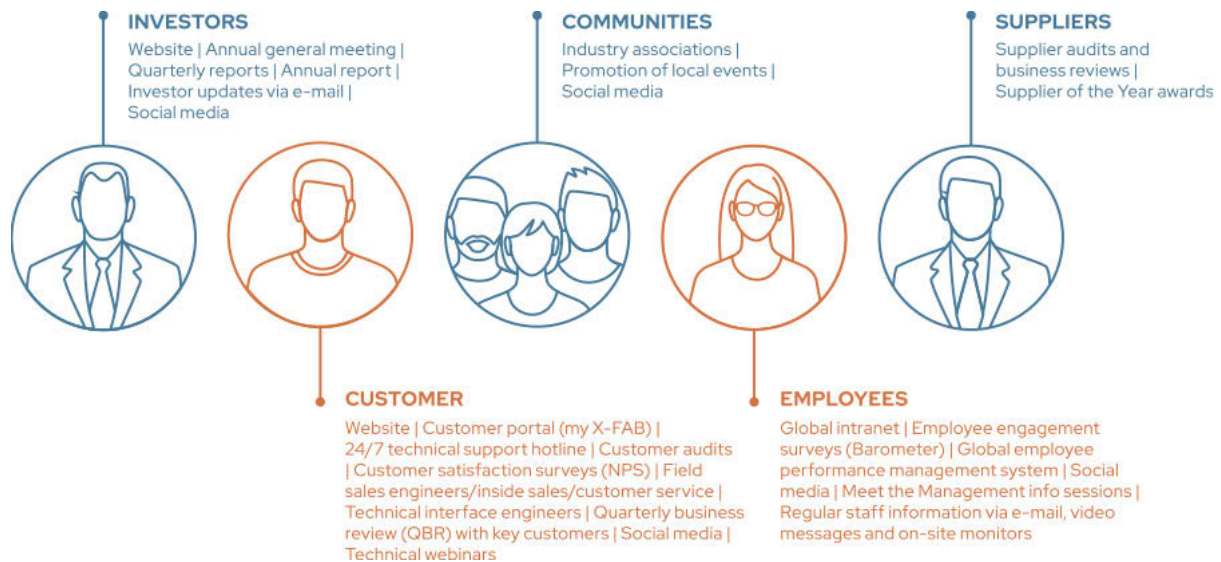 INVESTORS
Website | Annual general meeting |
Quarterly reports | Annual report |
Investor updates via e-mail |
Social media
COMMUNITIES
Industry associations |
Promotion of local events |
Social media
SUPPLIERS
Supplier audits and
business reviews |
Supplier of the Year awards
CUSTOMER
Website | Customer portal (my X-FAB) |
24/7 technical support hotline | Customer audits
| Customer satisfaction surveys (NPS) | Field
sales engineers/inside sales/customer service |
Technical interface engineers | Quarterly business
review (QBR) with key customers | Social media |
Technical webinars
EMPLOYEES
Global intranet | Employee engagement
surveys (Barometer) | Global employee
performance management system | Social
media | Meet the Management info sessions |
Regular staff information via e-mail, video
messages and on-site monitors